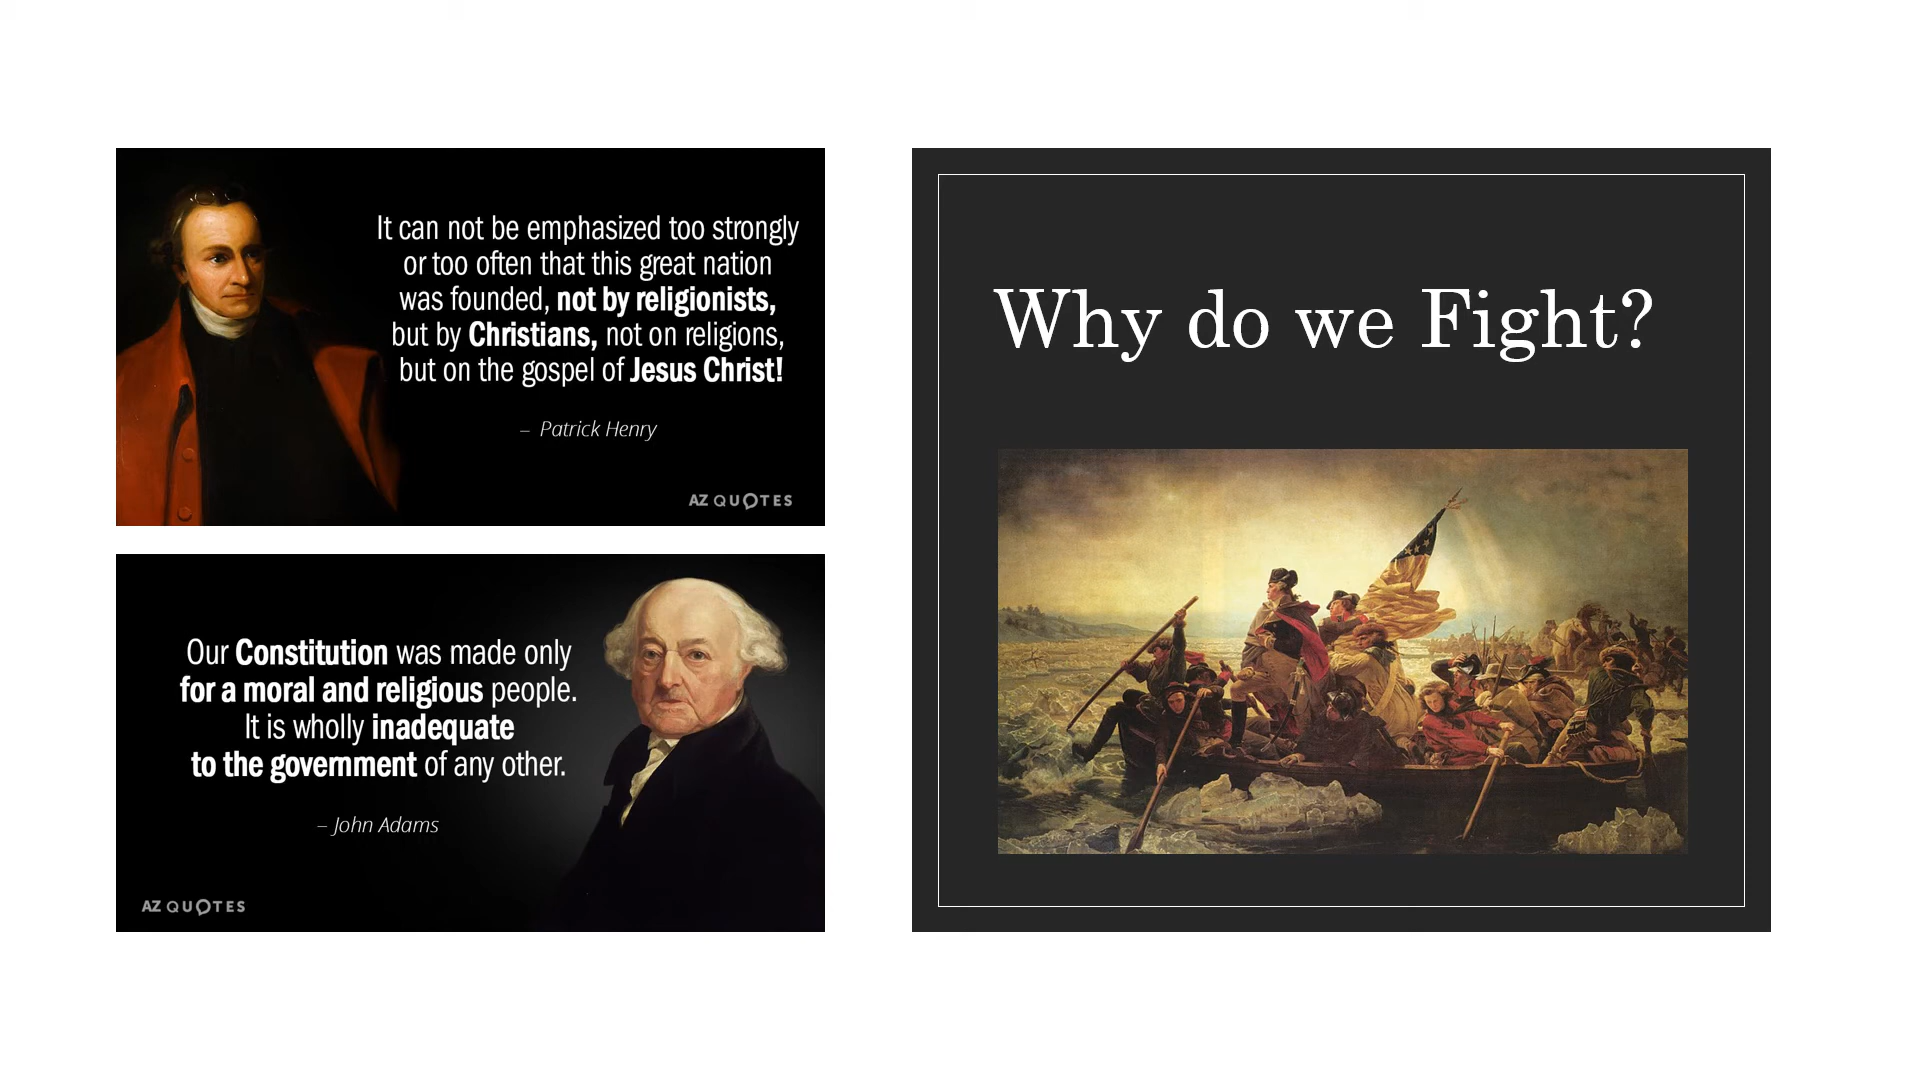 It can not be emphasized too strongly
or too often that this great nation
was founded, not by religionists,
but by Christians, not on religions,
but on the gospel of Jesus Christ!
– Patrick Henry
AZ QUOTES
Our Constitution was made only
for a moral and religious people.
It is wholly inadequate
to the government of any other.
– John Adams
AZ QUOTES
Why do we Fight?